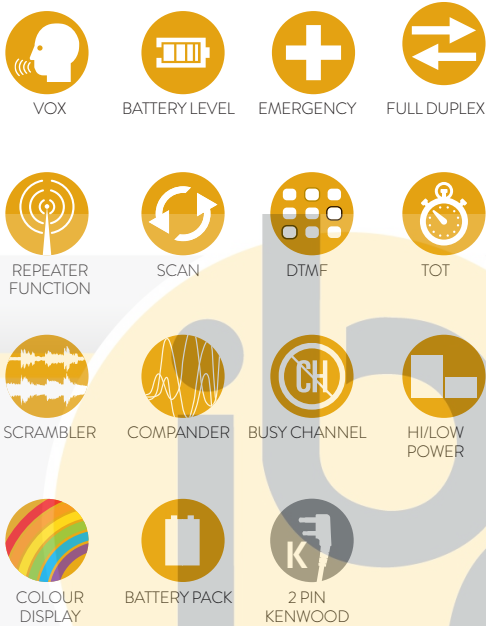 VOX
BATTERY LEVEL
EMERGENCY
FULL DUPLEX
REPEATER
FUNCTION
SCAN
DTMF
TOT
SCRAMBLER
COMPANDER
CH
BUSY CHANNEL
HI/LOW
POWER
COLOUR
DISPLAY
BATTERY PACK
K
2 PIN
KENWOOD
ib